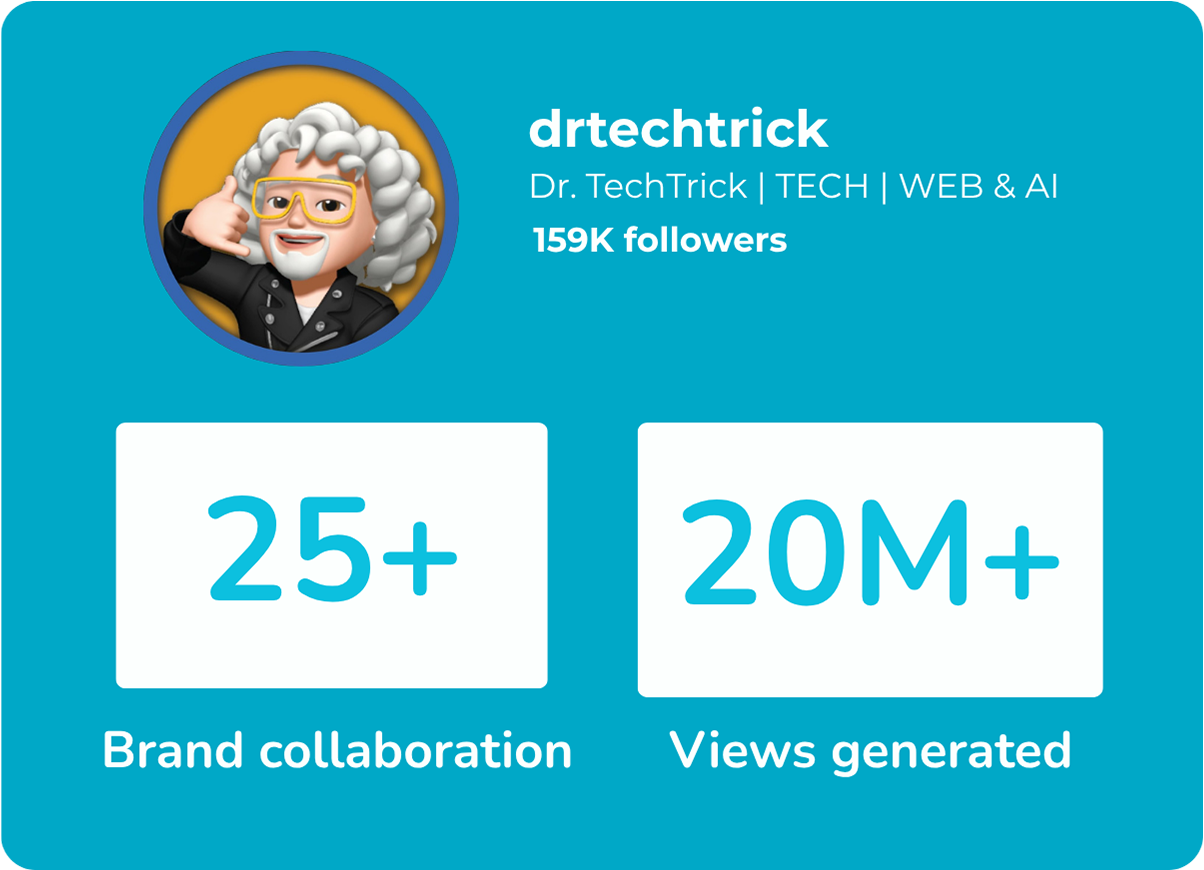 drtechtrick
Dr. TechTrick | TECH | WEB & AI
159K followers
25+
20M+
Brand collaboration
Views generated